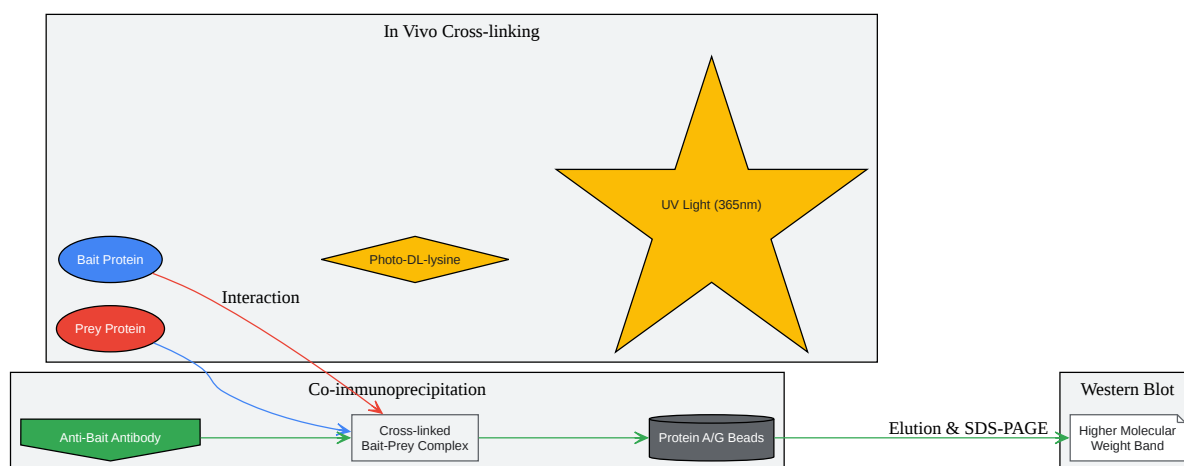 In Vivo Cross-linking
UV Light (365nm)
Bait Protein
Photo-DL-lysine
Interaction
Prey Protein
Co-immunoprecipitation
Western Blot
Anti-Bait Antibody
Cross-linked
Bait-Prey Complex
Protein A/G Beads
Elution & SDS-PAGE
Higher Molecular
Weight Band